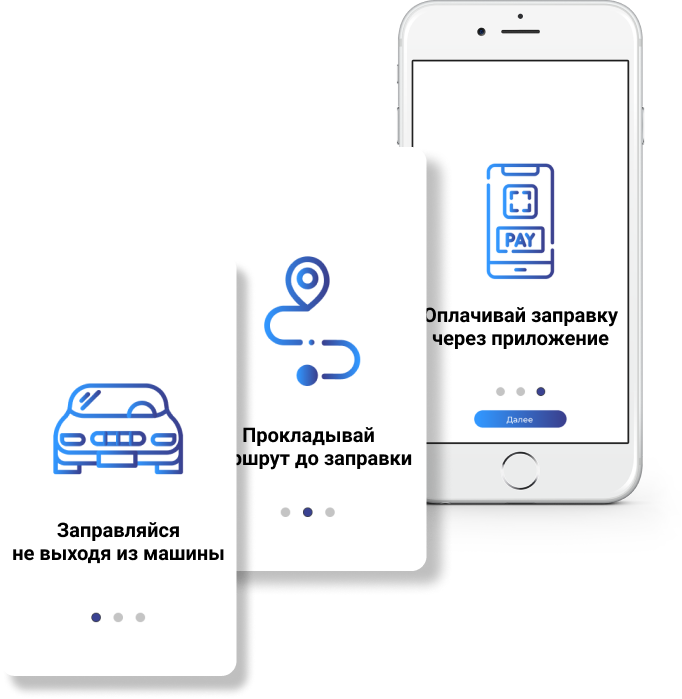 PAY
Оплачивай заправку
через приложение
Далее
Прокладывай
до заправки
Заправляйся
не выходя из машины